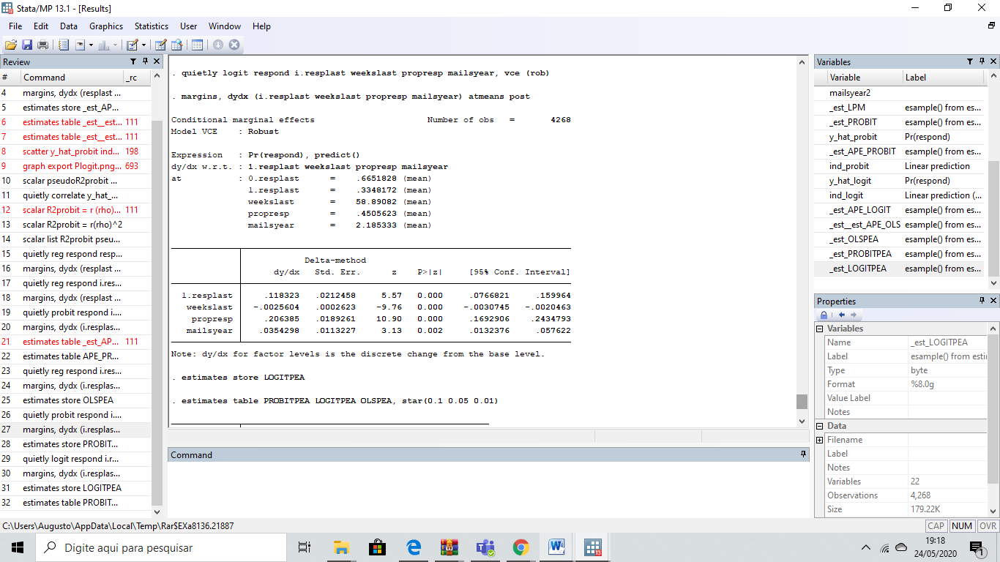 Stata/MP 13.1 - [Results]
File Edit Data Graphics Statistics User Window Help
Review
# Command _rc
4 margins, dydx (resplast ...
5 estimates store _est_AP...
6 estimates table _est__est... 111
7 estimates table _est__est... 111
8 scatter y_hat_probit ind... 198
9 graph export Plogit.png... 693
10 scalar pseudoR2probit ...
11 quietly correlate y_hat_...
12 scalar R2probit = r (rho)... 111
13 scalar R2probit = r(rho)^2
14 scalar list R2probit pseu...
15 quietly reg respond resp...
16 margins, dydx (resplast ...
17 quietly reg respond i.res...
18 margins, dydx (resplast ...
19 quietly probit respond i....
20 margins, dydx (i.resplas...
21 estimates table _est_AP... 111
22 estimates table APE_PR...
23 quietly reg respond i.res...
24 margins, dydx (i.resplas...
25 estimates store OLSPEA
26 quietly probit respond i....
27 margins, dydx (i.resplas...
28 estimates store PROBIT...
29 quietly logit respond i.r...
30 margins, dydx (i.resplas...
31 estimates store LOGITPEA
32 estimates table PROBIT...
. quietly logit respond i.resplast weekslast propresp mailsyear, vce (rob)
. margins, dydx (i.resplast weekslast propresp mailsyear) atmeans post
Conditional marginal effects Number of obs = 4268
Model VCE : Robust
Expression : Pr(respond), predict()
dy/dx w.r.t. : 1.resplast weekslast propresp mailsyear
at : 0.resplast = .6651828 (mean)
1.resplast = .3348172 (mean)
weekslast = 58.89082 (mean)
propresp = .4505623 (mean)
mailsyear = 2.185333 (mean)
Delta-method
dy/dx Std. Err. z P>|z| [95% Conf. Interval]
1.resplast .118323 .0212458 5.57 0.000 .0766821 .159964
weekslast -.0025604 .0002623 -9.76 0.000 -.0030745 -.0020463
propresp .206385 .0189261 10.90 0.000 .1692906 .2434793
mailsyear .0354298 .0113227 3.13 0.002 .0132376 .057622
Note: dy/dx for factor levels is the discrete change from the base level.
. estimates store LOGITPEA
. estimates table PROBITPEA LOGITPEA OLSPEA, star(0.1 0.05 0.01)
Command
Variables
Variable Label
mailsyear2
_est_LPM esample() from es...
_est_PROBIT esample() from es...
y_hat_probit Pr(respond)
_est_APE_PROBIT esample() from es...
ind_probit Linear prediction
y_hat_logit Pr(respond)
ind_logit Linear prediction (...
_est_APE_LOGIT esample() from es...
_est__est_APE_OLS esample() from es...
_est_OLSPEA esample() from es...
_est_PROBITPEA esample() from es...
_est_LOGITPEA esample() from es...
Properties
Variables
Name _est_LOGITPEA
Label esample() from esti
Type byte
Format %8.0g
Value Label
Notes
Data
Filename
Label
Notes
Variables 22
Observations 4,268
Size 179.22K
C:\Users\Augusto\AppData\Local\Temp\Rar$EXa8136.21887
CAP NUM OVR
Digite aqui para pesquisar
19:18
24/05/2020
1